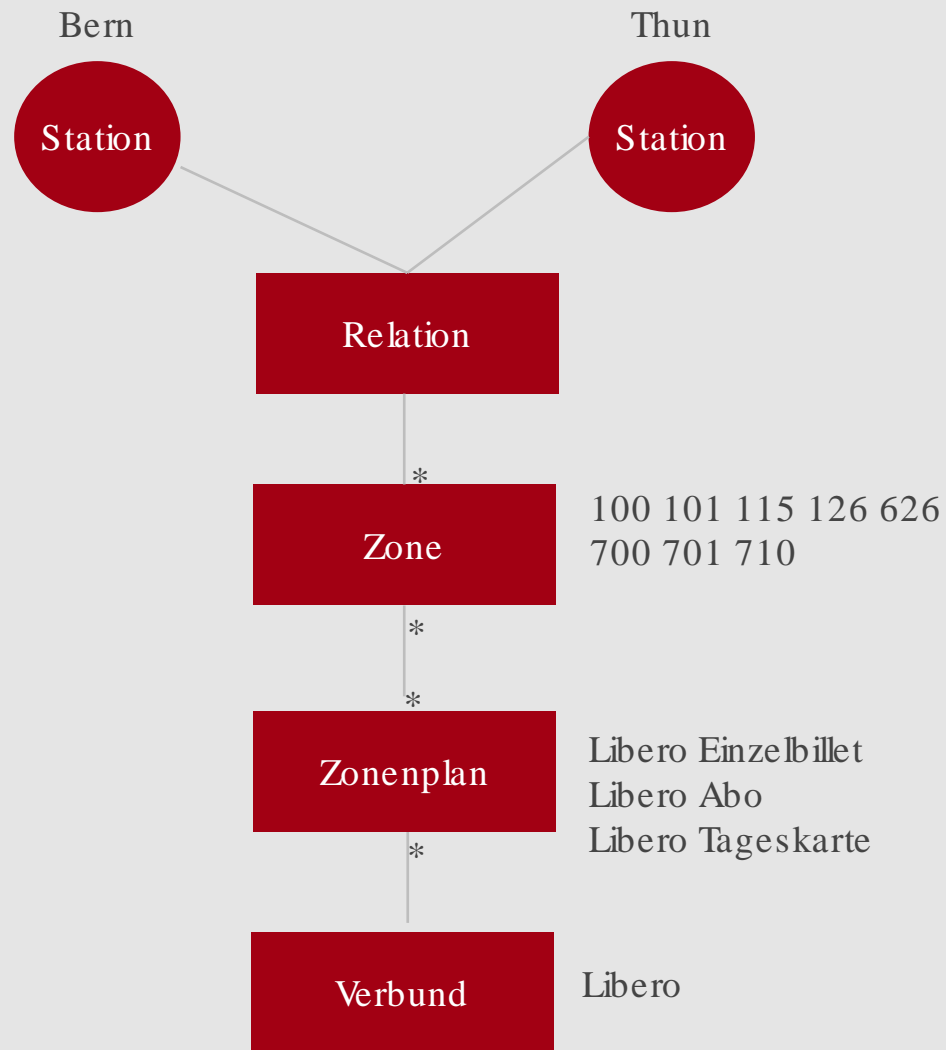 Bern
Thun
Station
Station
Relation
*
Zone
100 101 115 126 626
700 701 710
*
*
Zonenplan
Libero Einzelbillet
Libero Abo
Libero Tageskarte
*
Verbund
Libero